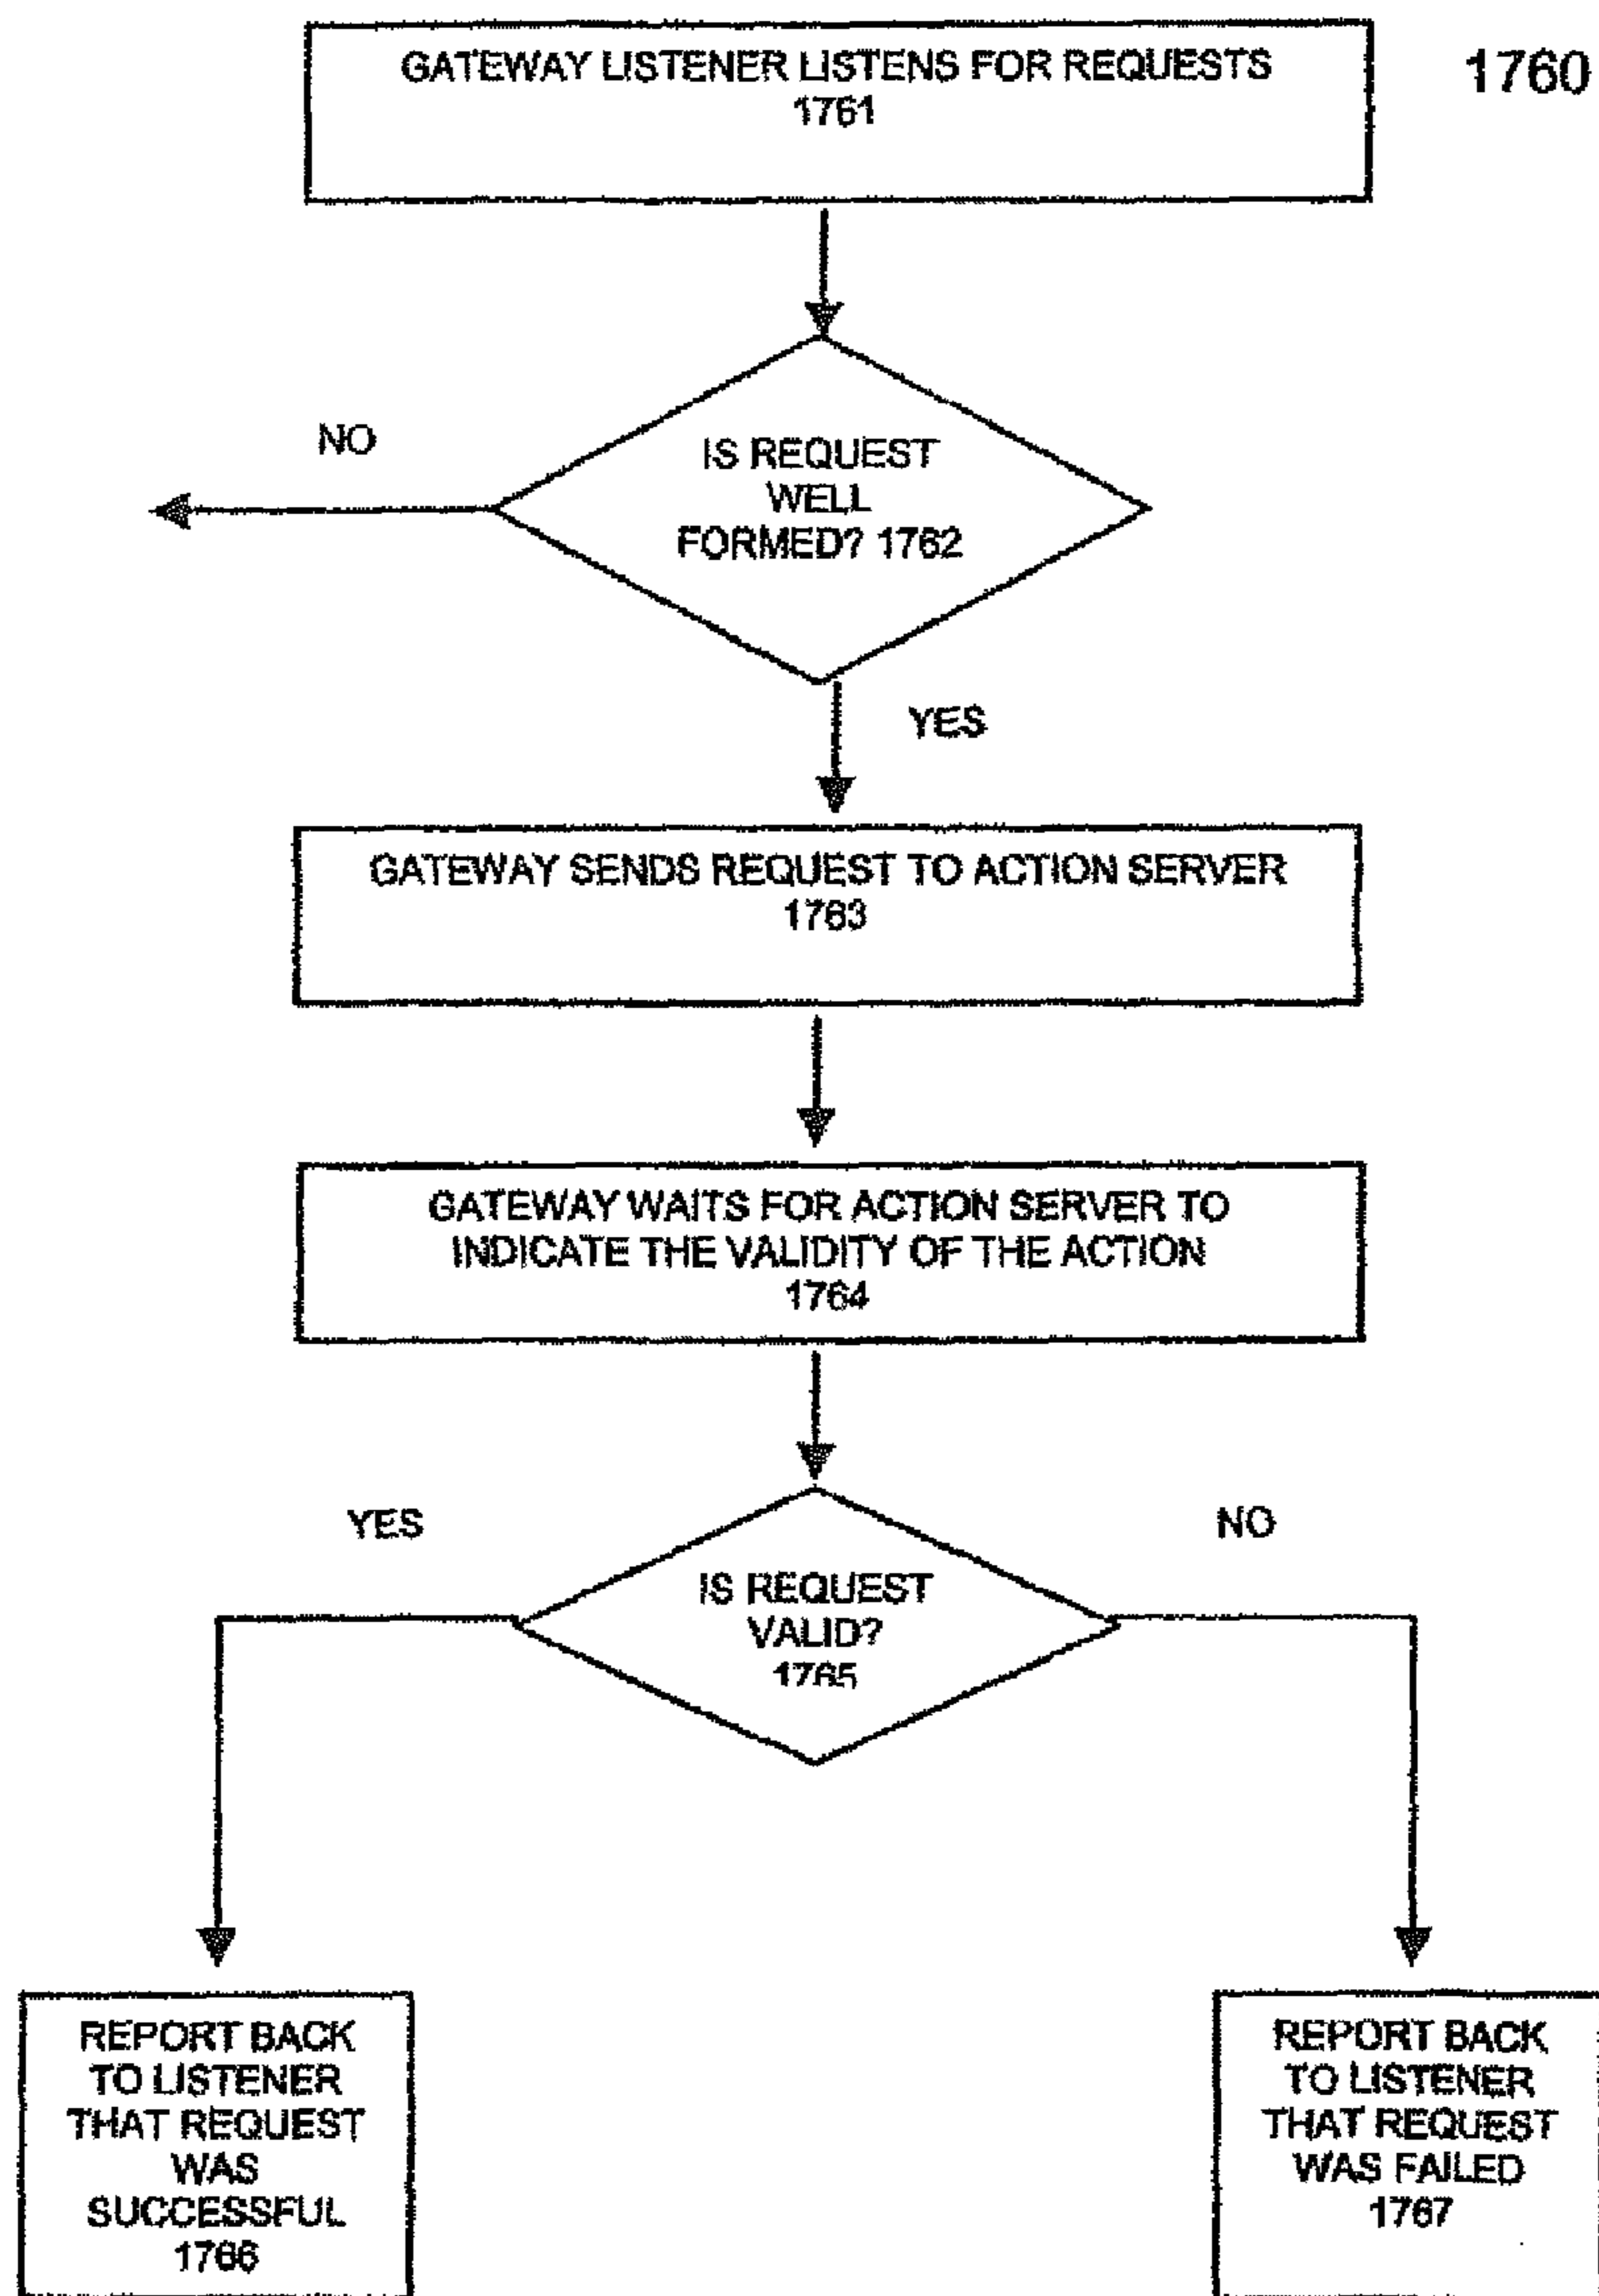 GATEWAY LISTENER LISTENS FOR REQUESTS
1761
1760
NO
IS REQUEST
WELL
FORMED? 1762
YES
GATEWAY SENDS REQUEST TO ACTION SERVER
1763
GATEWAY WAITS FOR ACTION SERVER TO
INDICATE THE VALIDITY OF THE ACTION
1764
YES
NO
IS REQUEST
VALID?
1765
REPORT BACK
TO LISTENER
THAT REQUEST
WAS
SUCCESSFUL
1766
REPORT BACK
TO LISTENER
THAT REQUEST
WAS FAILED
1767